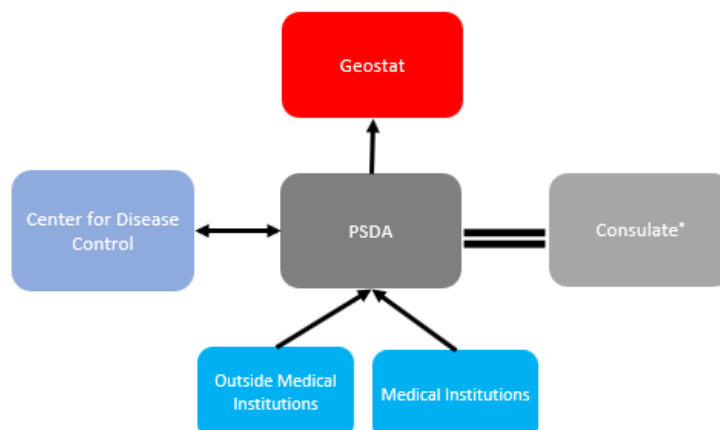 Geostat
Center for Disease
Control
PSDA
Consulate*
Outside Medical
Institutions
Medical Institutions